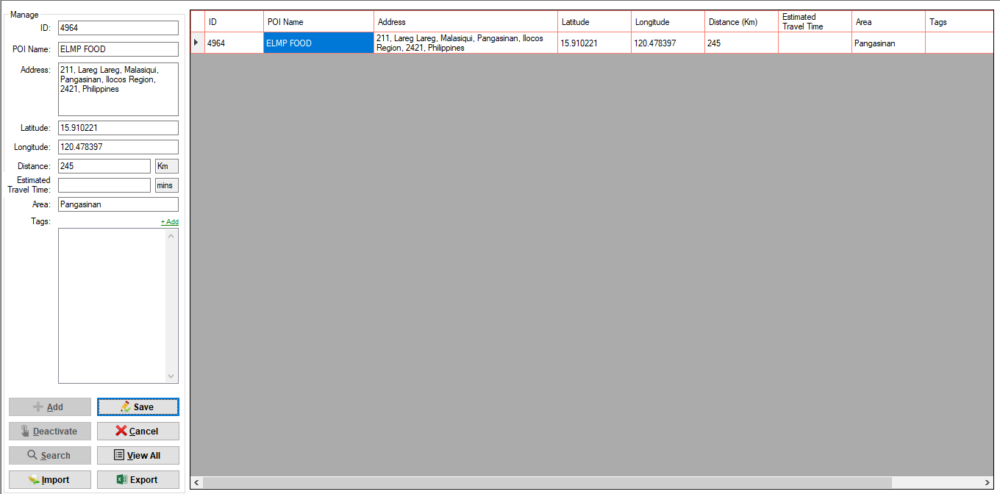 Manage
ID: 4964
POI Name: ELMP FOOD
Address: 211, Lareg Lareg, Malasiqui,
Pangasinan, Ilocos Region,
2421, Philippines
Latitude: 15.910221
Longitude: 120.478397
Distance: 245 Km
Estimated
Travel Time: mins
Area: Pangasinan
Tags: + Add
Add Save
Deactivate Cancel
Search View All
Import Export
ID POI Name Address Latitude Longitude Distance (Km) Estimated Travel Time Area Tags
4964 ELMP FOOD 211, Lareg Lareg, Malasiqui, Pangasinan, Ilocos 15.910221 120.478397 245 Pangasinan
Region, 2421, Philippines